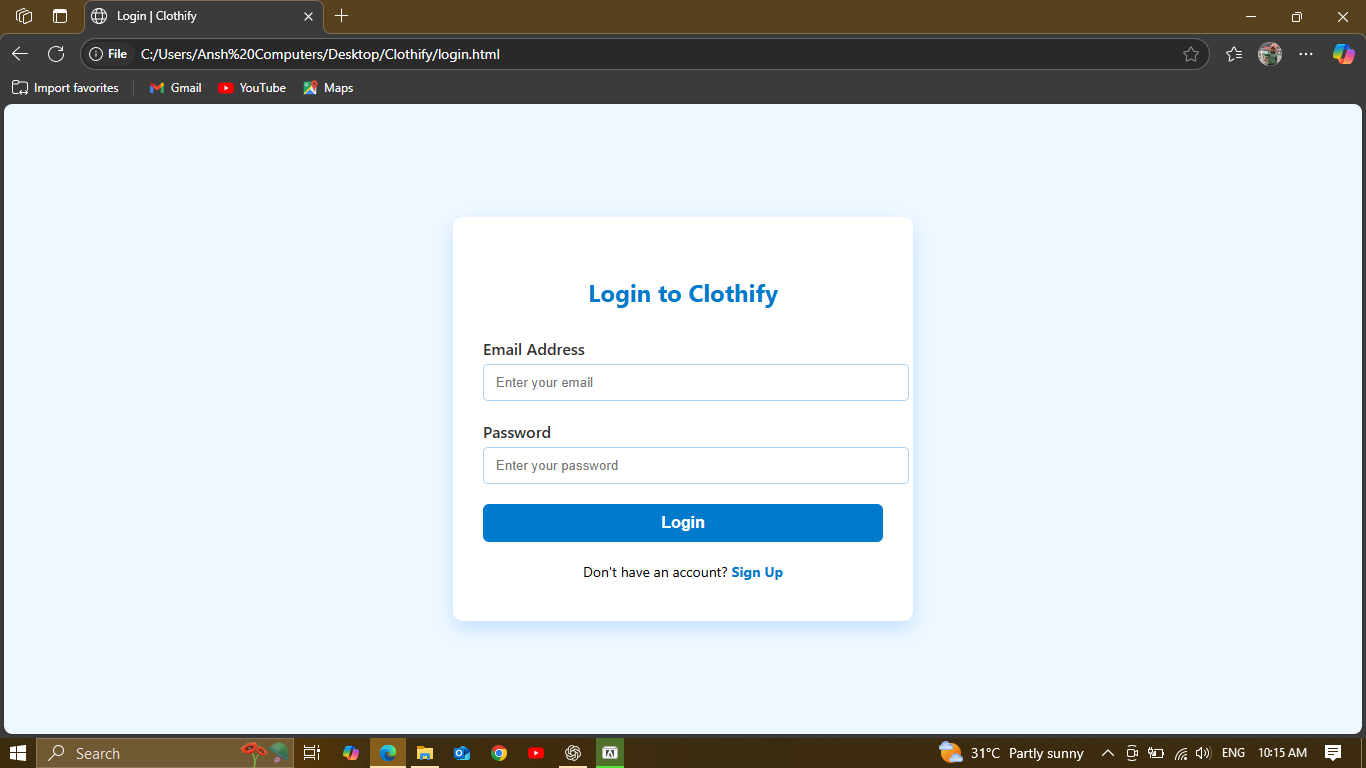 Login | Clothify
File C:/Users/Ansh%20Computers/Desktop/Clothify/login.html
Import favorites Gmail YouTube Maps
Login to Clothify
Email Address
Enter your email
Password
Enter your password
Login
Don't have an account? Sign Up
Search 31°C Partly sunny ENG 10:15 AM